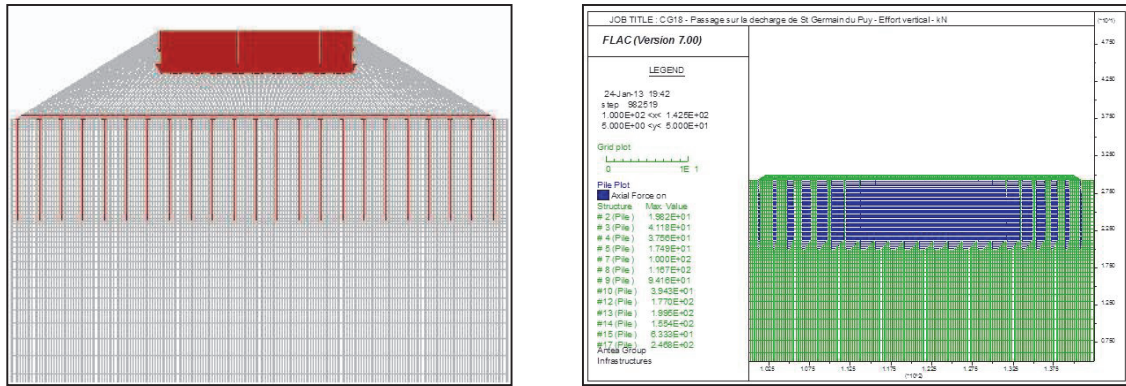 JOB TITLE : CG18 - Passage sur la decharge de St Germain du Puy - Effort vertical - kN
FLAC (Version 7.00)
LEGEND
24-Jan-13 19:42
step 982519
1.000E+02 <x< 1.425E+02
5.000E+00 <y< 5.000E+01
Grid plot
0 1E 1
Pile Plot
Axial Force on
Structure Max. Value
# 2 (Pile ) 1.982E+01
# 3 (Pile ) 4.118E+01
# 4 (Pile ) 3.756E+01
# 5 (Pile ) 1.749E+01
# 7 (Pile ) 1.000E+02
# 8 (Pile ) 1.167E+02
# 9 (Pile ) 9.416E+01
#10 (Pile ) 3.943E+01
#12 (Pile ) 1.770E+02
#13 (Pile ) 1.995E+02
#14 (Pile ) 1.554E+02
#15 (Pile ) 6.333E+01
#17 (Pile ) 2.468E+02
Antea Group
Infrastructures
(*10^1)
4.750
4.250
3.750
3.250
2.750
2.250
1.750
1.250
0.750
1.025 1.075 1.125 1.175 1.225 1.275 1.325 1.375
(*10^2)